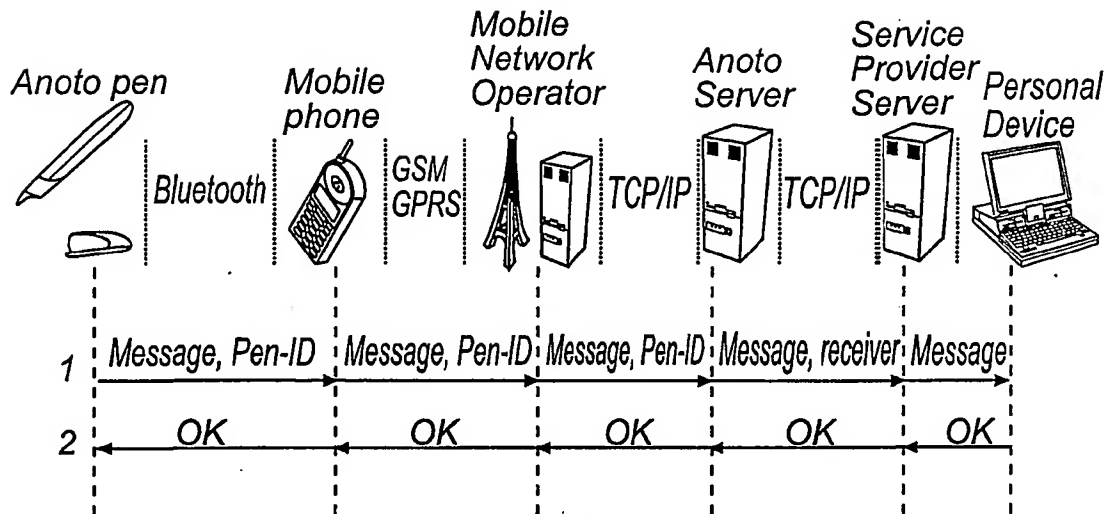 Anoto pen
Bluetooth
Mobile
phone
GSM
GPRS
Mobile
Network
Operator
TCP/IP
Anoto
Server
TCP/IP
Service
Provider
Server
Personal
Device
1 Message, Pen-ID Message, Pen-ID Message, Pen-ID Message, receiver Message
2 OK OK OK OK OK